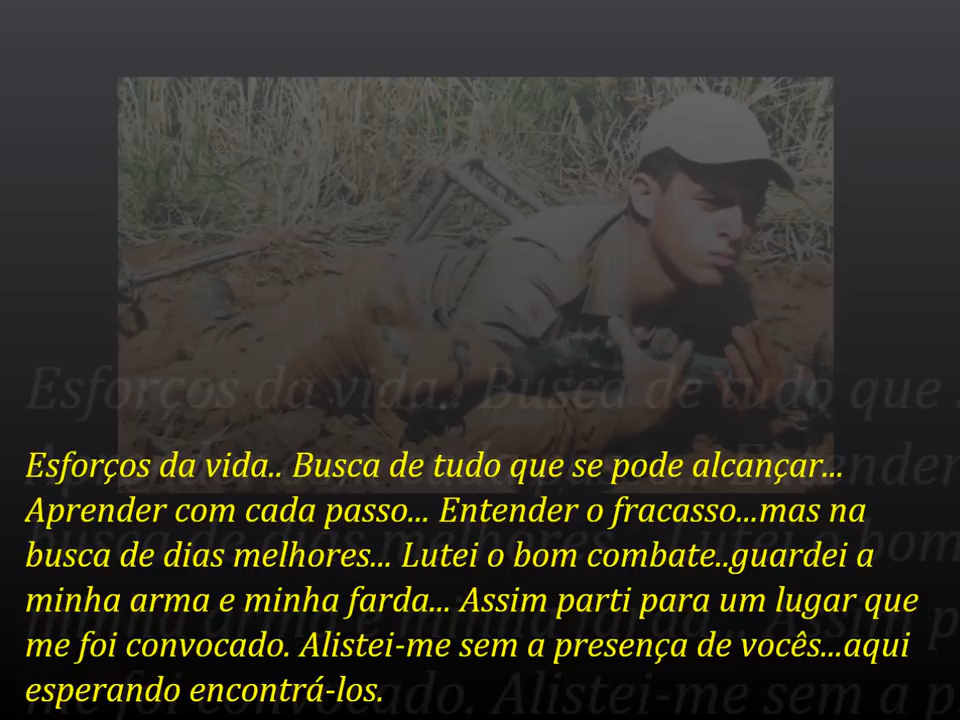 Esforços da vida.. Busca de tudo que se pode alcançar...
Aprender com cada passo... Entender o fracasso...mas na
busca de dias melhores... Lutei o bom combate..guardei a
minha arma e minha farda... Assim parti para um lugar que
me foi convocado. Alistei-me sem a presença de vocês...aqui
esperando encontrá-los.